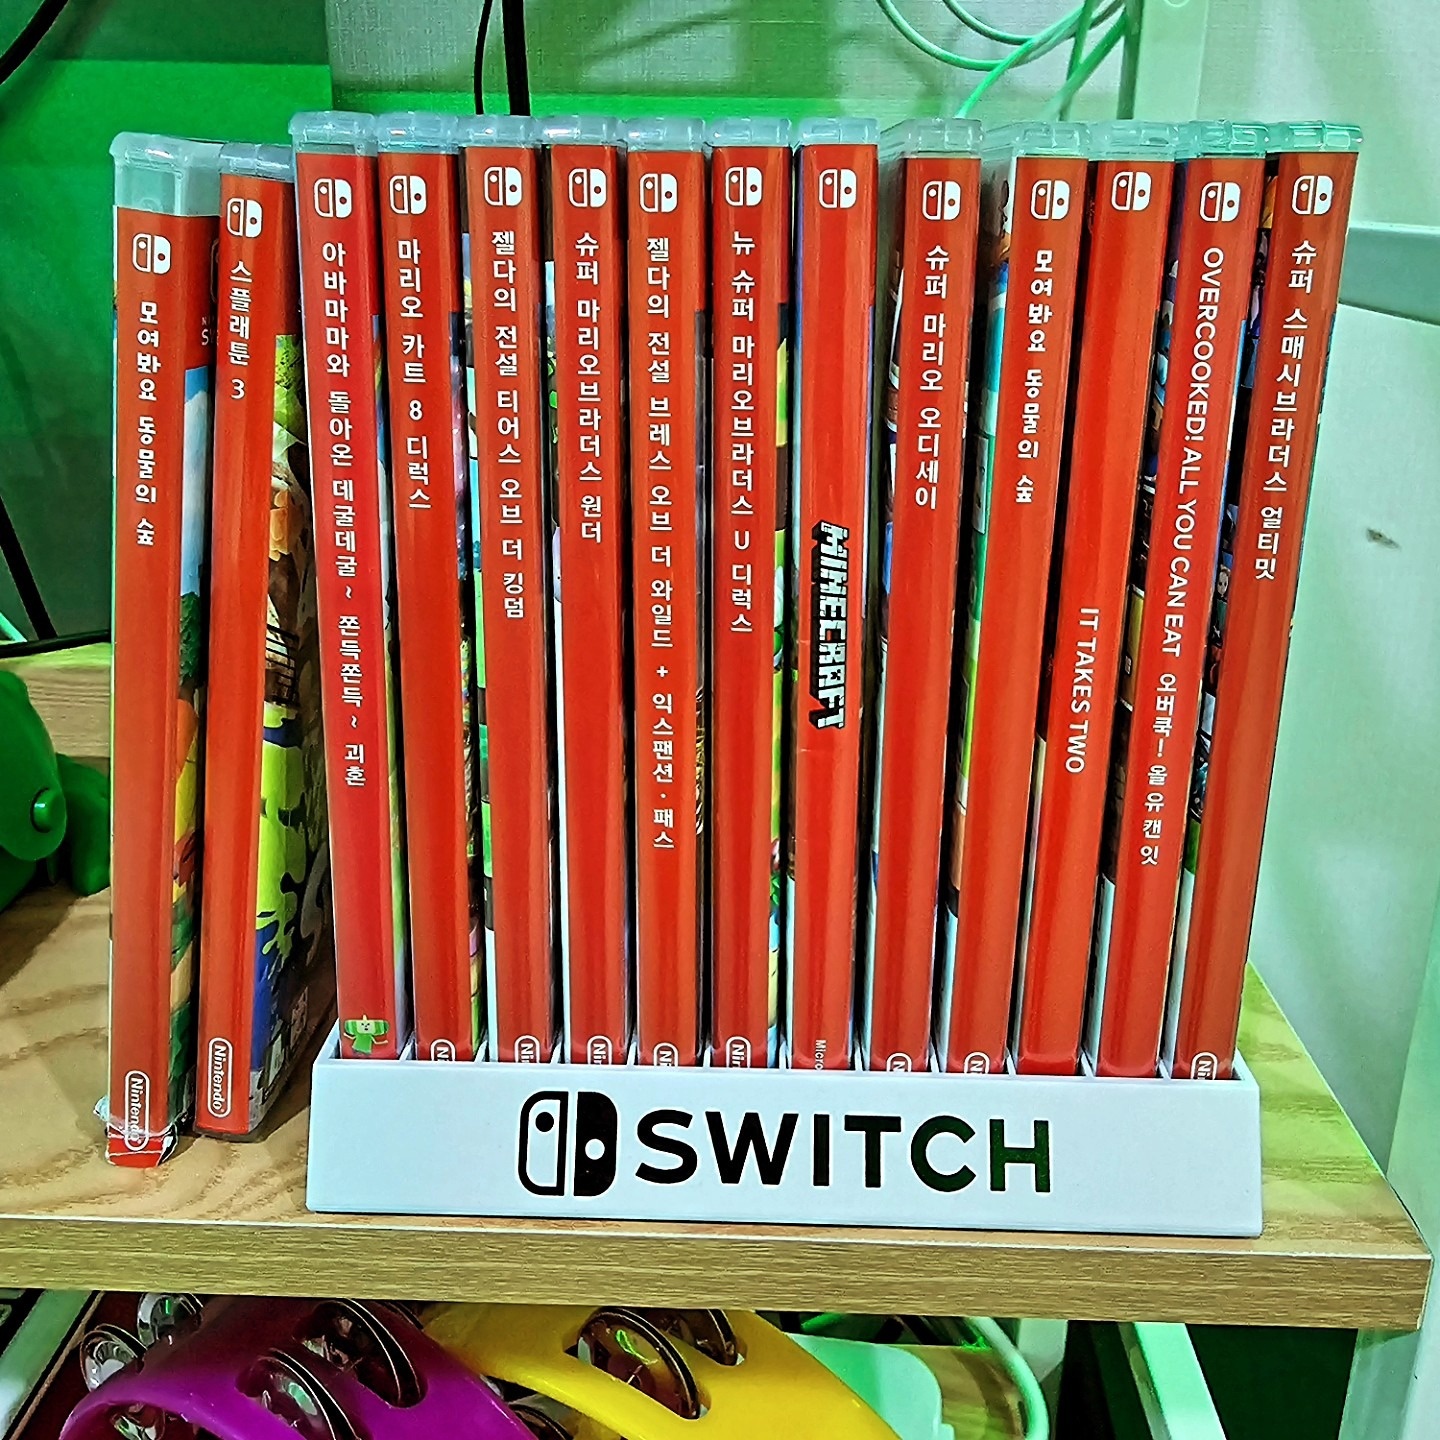 모여봐요 동물의 숲
Nintendo
스플래툰 3
Nintendo
아바마마와 돌아온 데굴데굴~ 쫀득쫀득~ 괴혼
마리오 카트 8 디럭스
젤다의 전설 티어스 오브 더 킹덤
슈퍼 마리오브라더스 원더
젤다의 전설 브레스 오브 더 와일드 + 익스팬션 · 패스
뉴 슈퍼 마리오브라더스 U 디럭스
MINECRAFT
슈퍼 마리오 오디세이
모여봐요 동물의 숲
IT TAKES TWO
OVERCOOKED! ALL YOU CAN EAT 오버쿡! 올 유 캔 잇
슈퍼 스매시브라더스 얼티밋
SWITCH